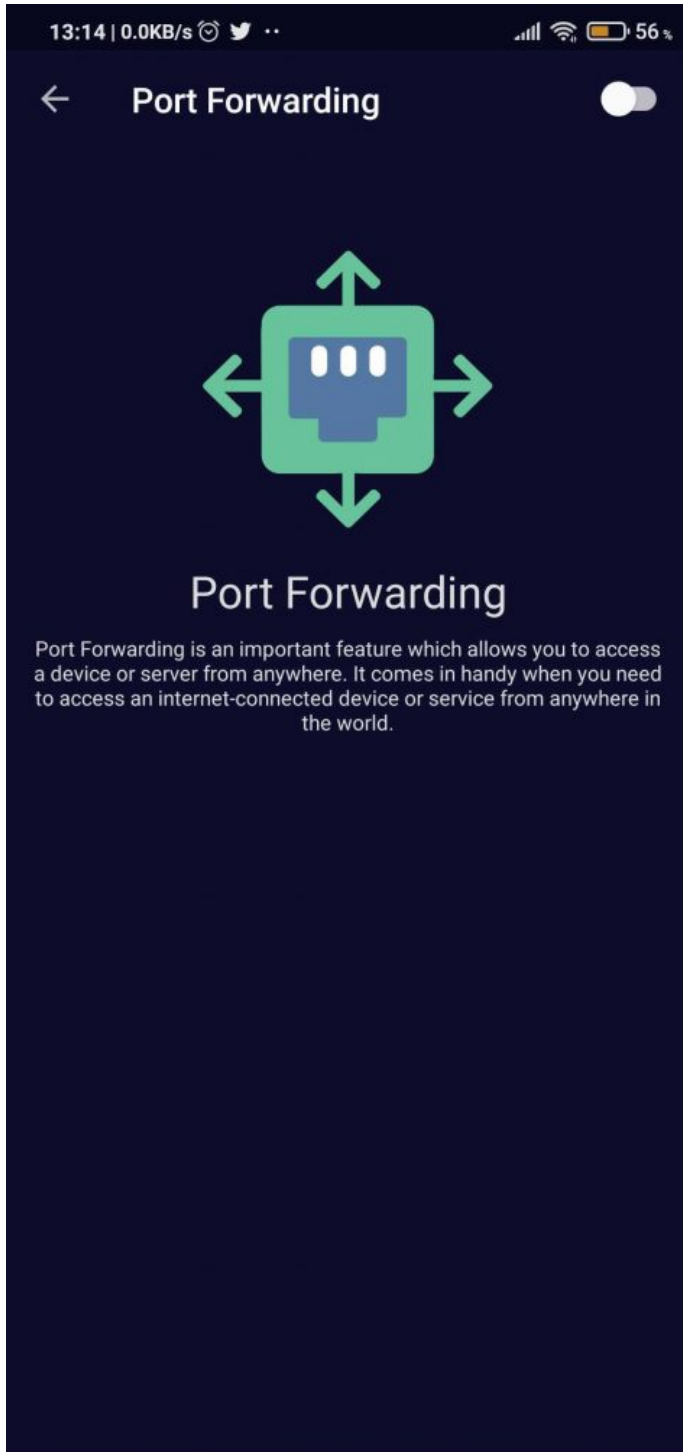 13:14 | 0.0KB/s
56%
Port Forwarding
Port Forwarding
Port Forwarding is an important feature which allows you to access
a device or server from anywhere. It comes in handy when you need
to access an internet-connected device or service from anywhere in
the world.